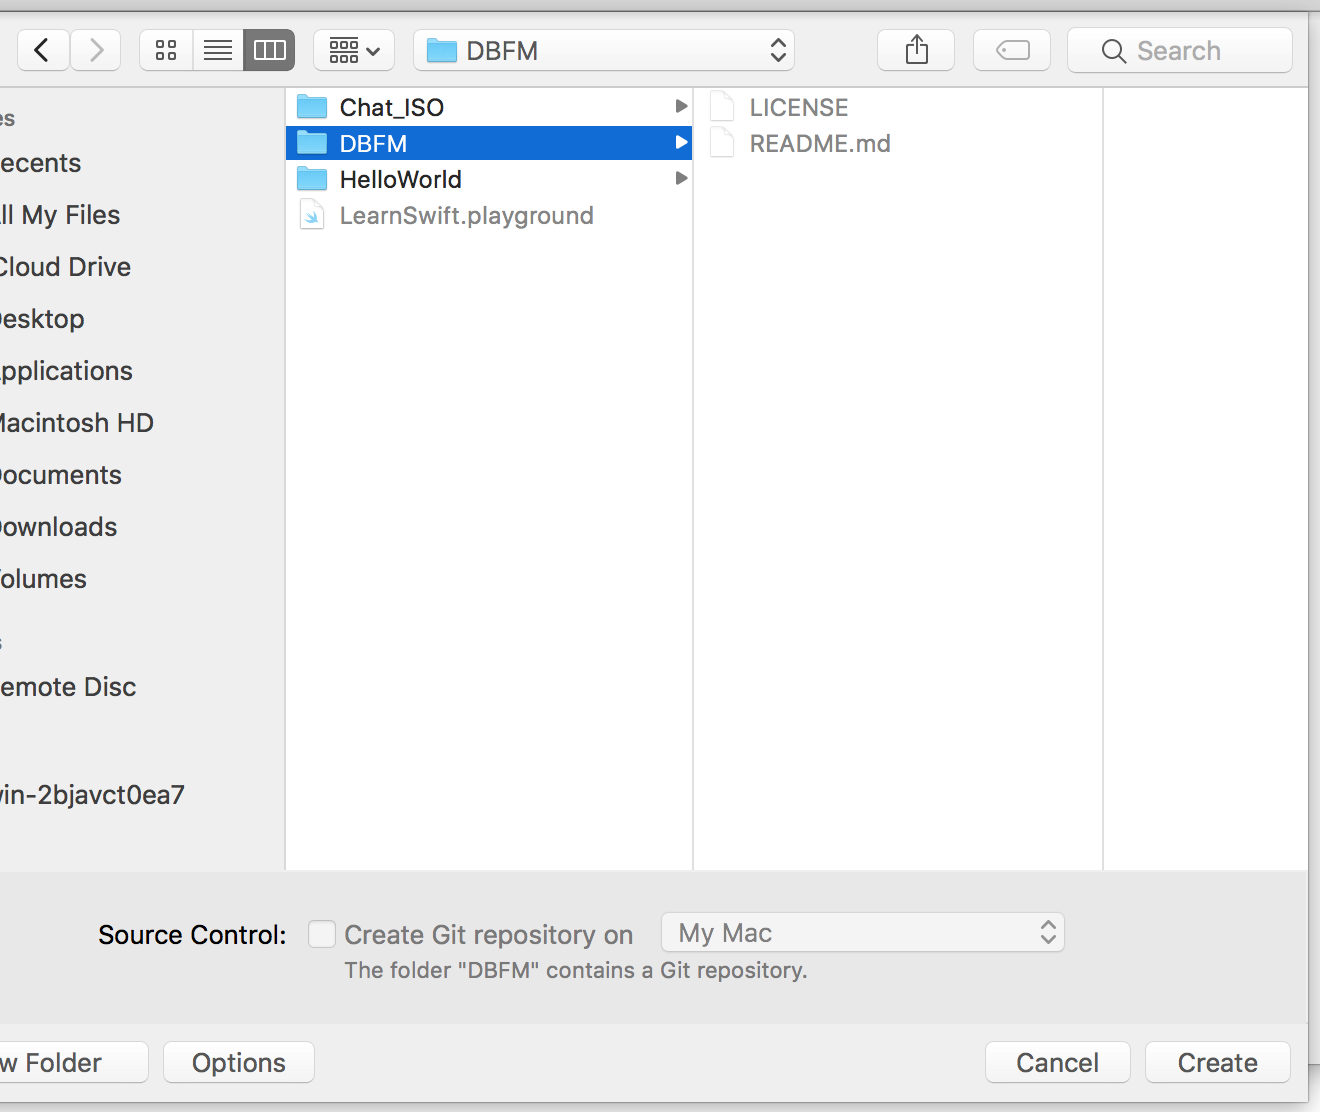 DBFM
Search
es
ecents
ll My Files
Cloud Drive
esktop
pplications
Macintosh HD
ocuments
ownloads
olumes
s
emote Disc
vin-2bjavct0ea7
Chat_ISO
DBFM
HelloWorld
LearnSwift.playground
LICENSE
README.md
Source Control:
Create Git repository on
My Mac
The folder "DBFM" contains a Git repository.
w Folder
Options
Cancel
Create